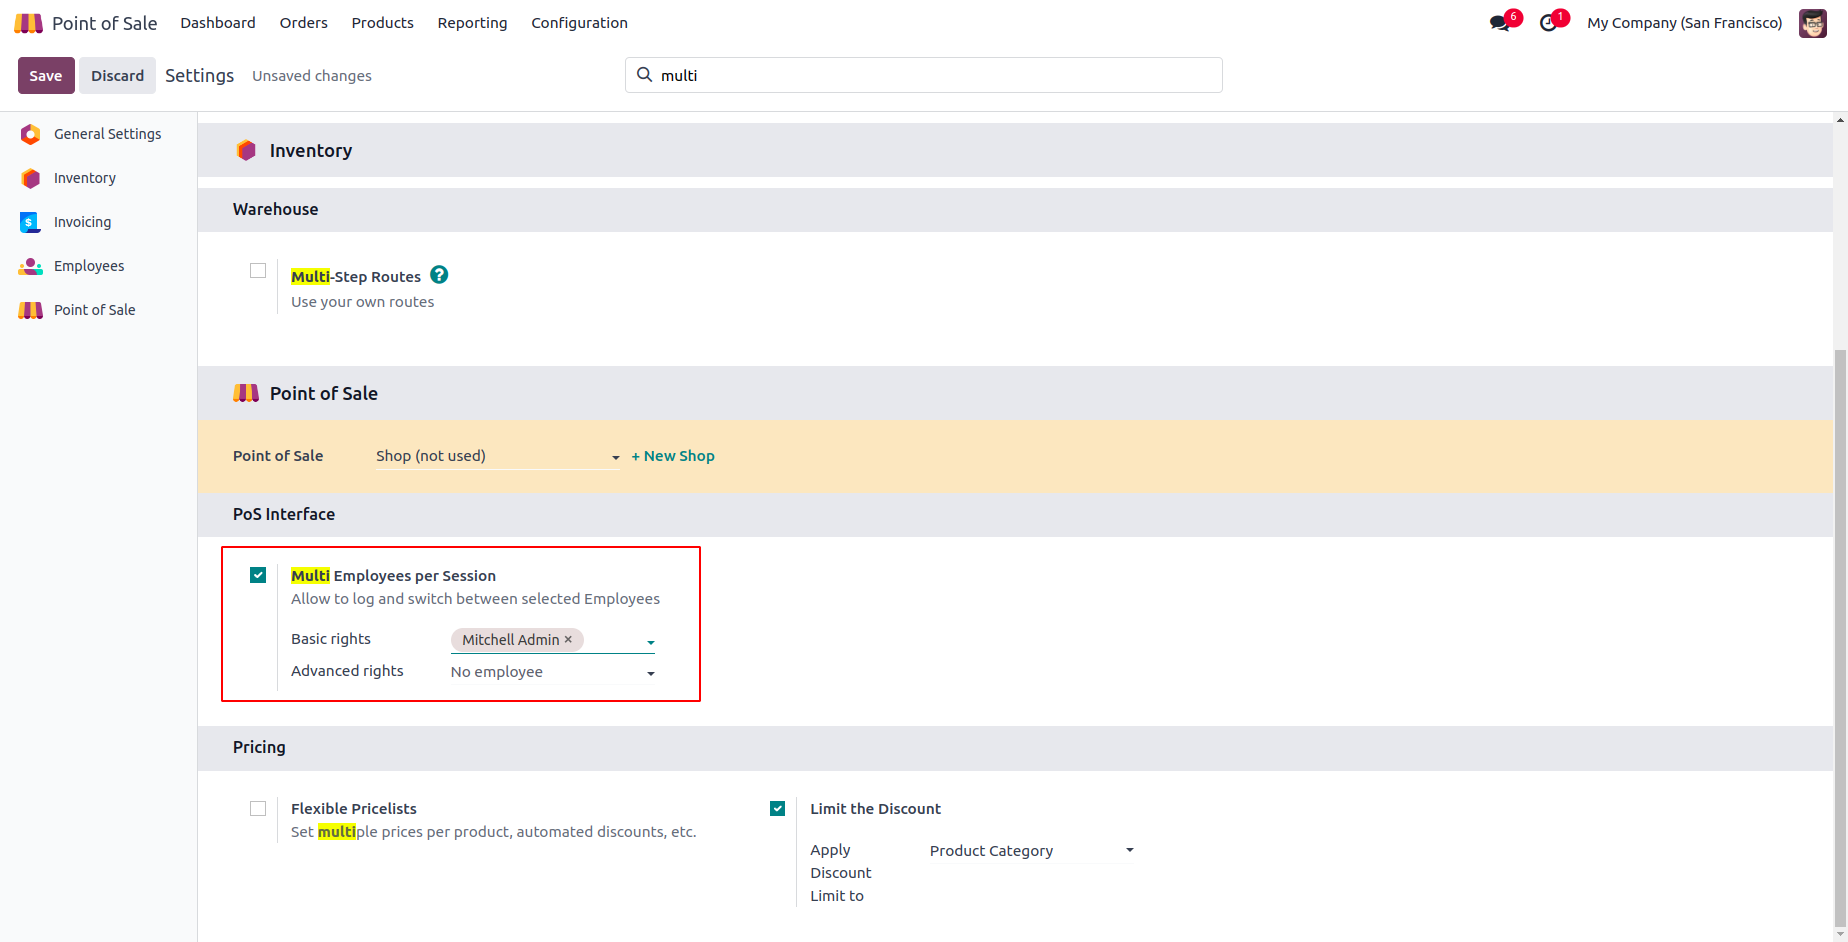 Point of Sale Dashboard Orders Products Reporting Configuration 6 1 My Company (San Francisco)
Save Discard Settings Unsaved changes multi
General Settings
Inventory
Invoicing
Employees
Point of Sale
Inventory
Warehouse
Multi-Step Routes ?
Use your own routes
Point of Sale
Point of Sale Shop (not used) + New Shop
PoS Interface
Multi Employees per Session
Allow to log and switch between selected Employees
Basic rights Mitchell Admin ×
Advanced rights No employee
Pricing
Flexible Pricelists
Set multiple prices per product, automated discounts, etc.
Limit the Discount
Apply Product Category
Discount
Limit to